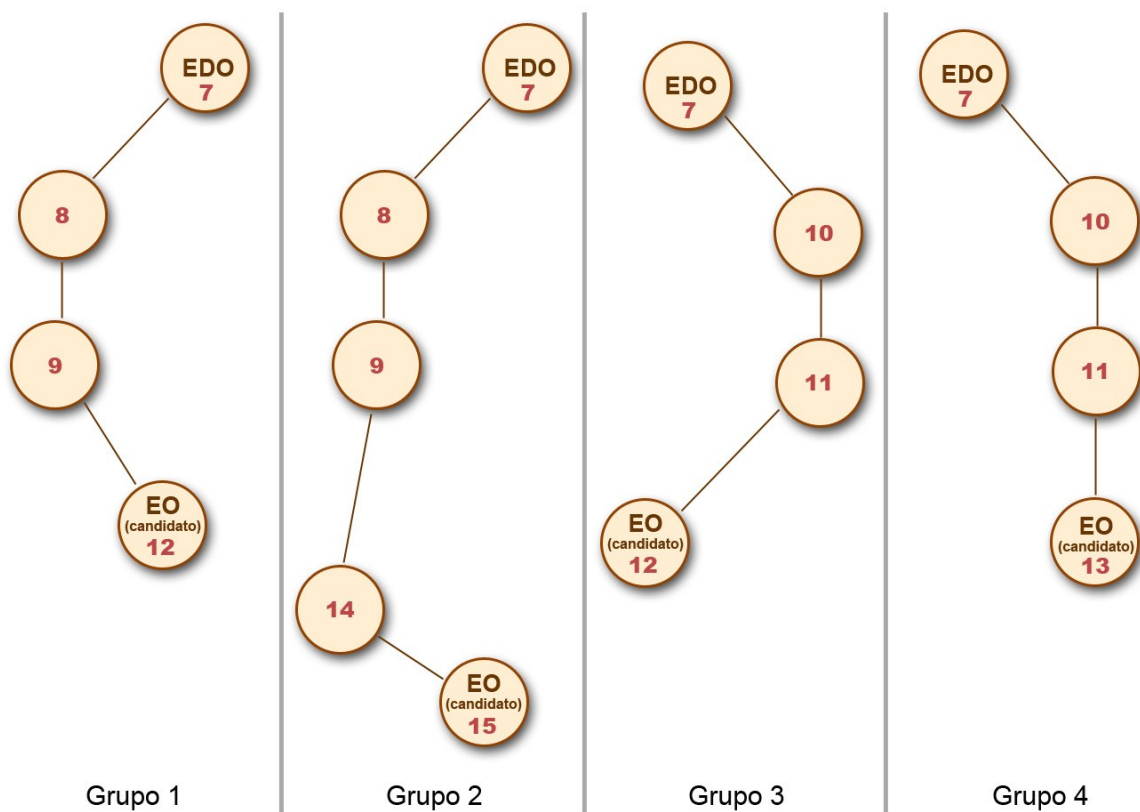 EDO
7
8
9
EO
(candidato)
12
Grupo 1
EDO
7
8
9
14
EO
(candidato)
15
Grupo 2
EDO
7
10
11
EO
(candidato)
12
Grupo 3
EDO
7
10
11
EO
(candidato)
13
Grupo 4